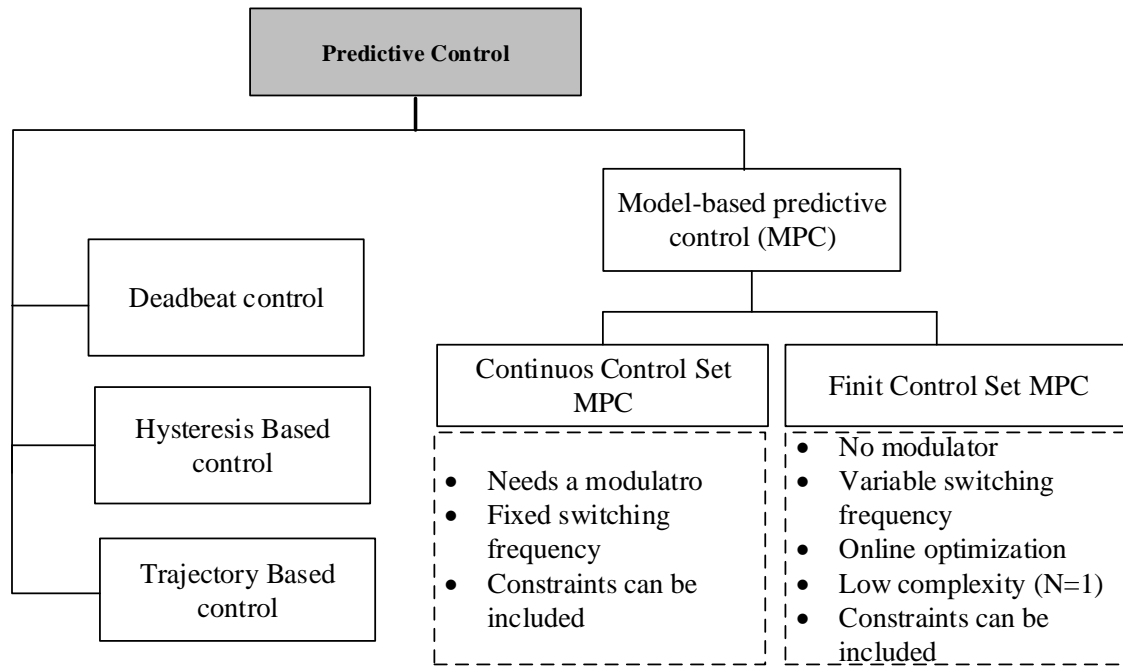 Predictive Control
Model-based predictive
control (MPC)
Deadbeat control
Hysteresis Based
control
Trajectory Based
control
Continuos Control Set
MPC
• Needs a modulatro
• Fixed switching
frequency
• Constraints can be
included
Finit Control Set MPC
• No modulator
• Variable switching
frequency
• Online optimization
• Low complexity (N=1)
• Constraints can be
included